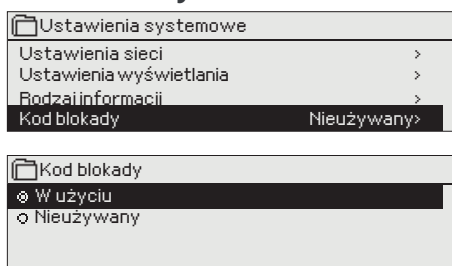 Ustawienia systemowe
Ustawienia sieci >
Ustawienia wyświetlania >
Rodzaj informacji >
Kod blokady Nieużywany>
Kod blokady
W użyciu
Nieużywany